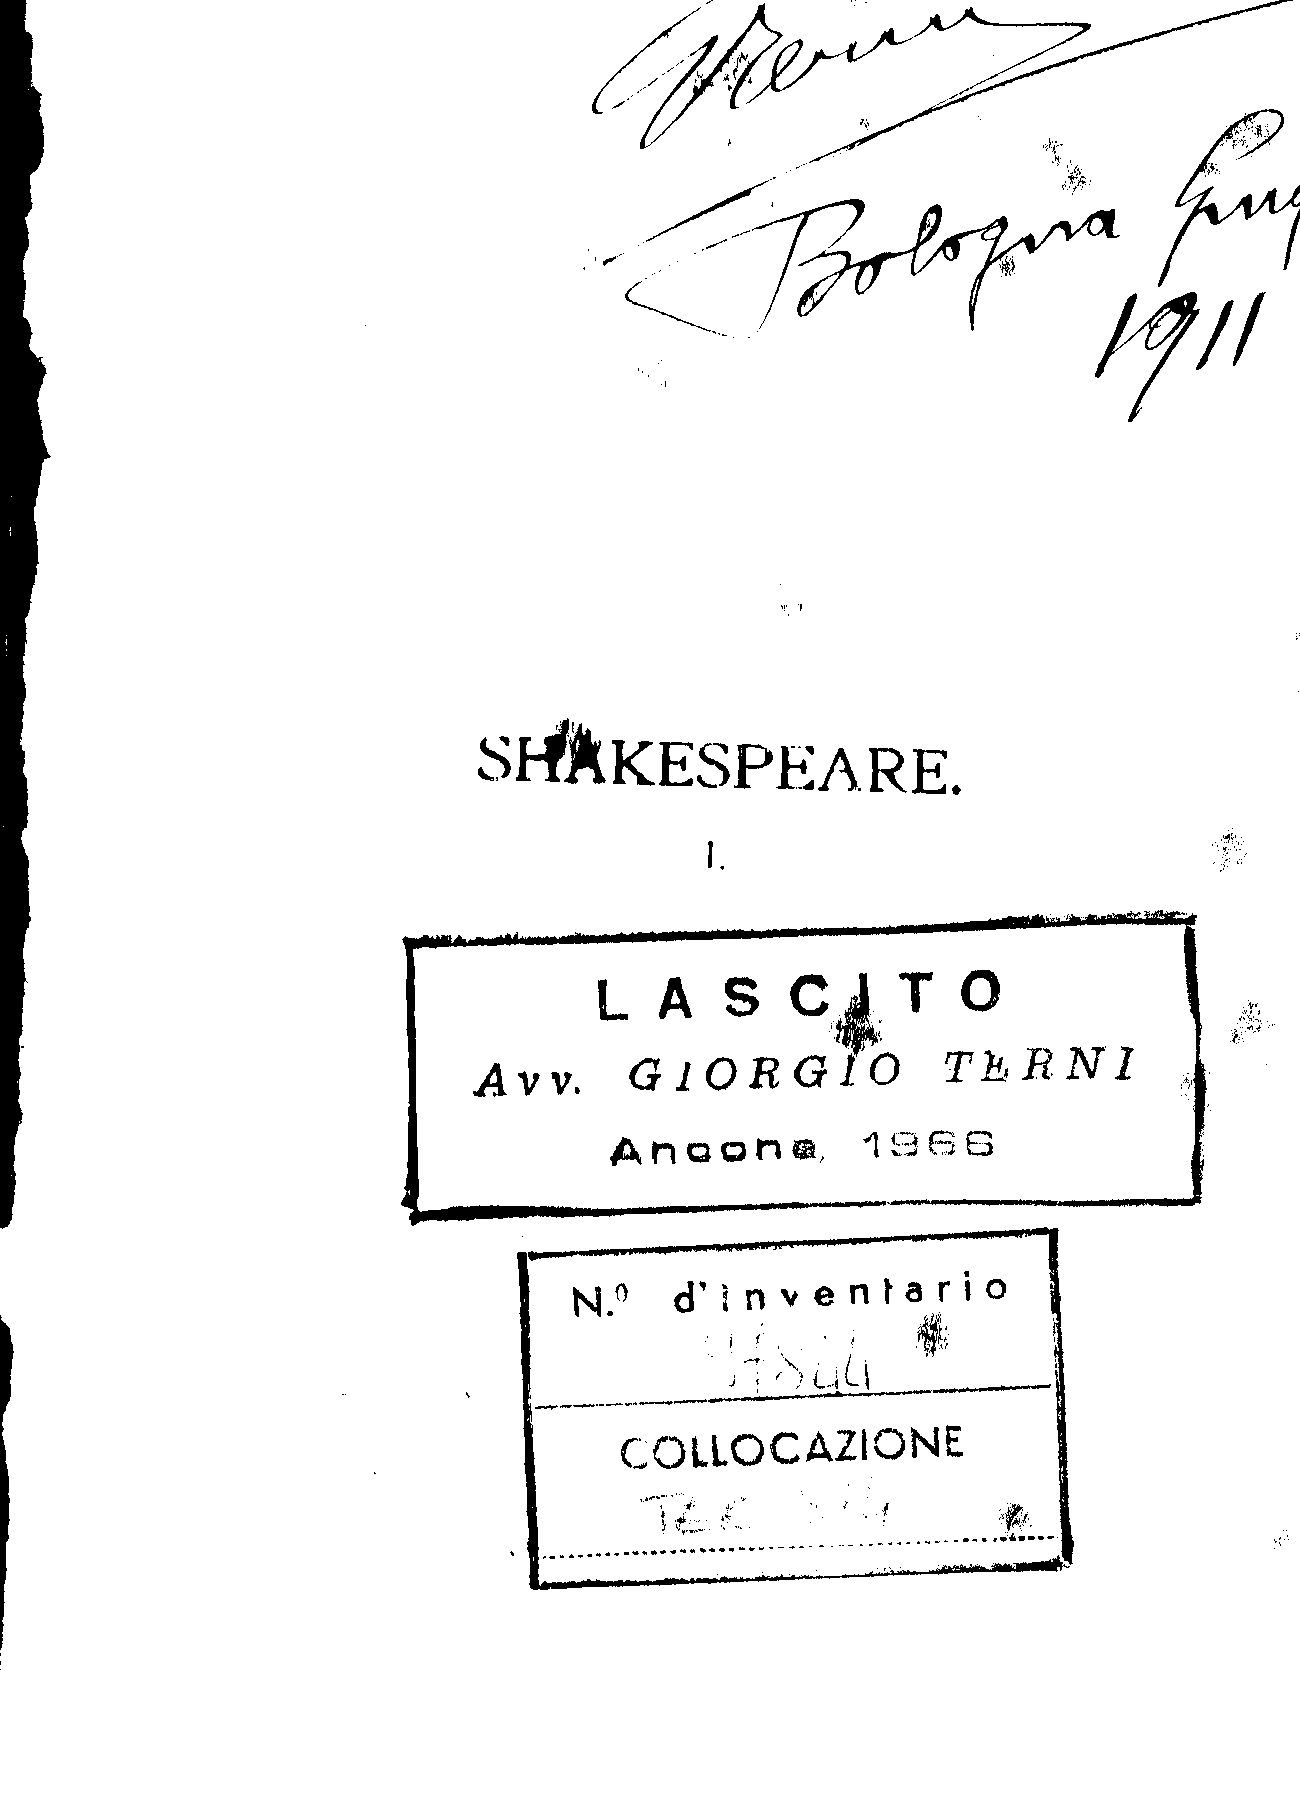 Bologna
1911
SHAKESPEARE.
I.
LASCITO
Avv. GIORGIO TERNI
Ancona, 1966
N.º d'inventario
COLLOCAZIONE